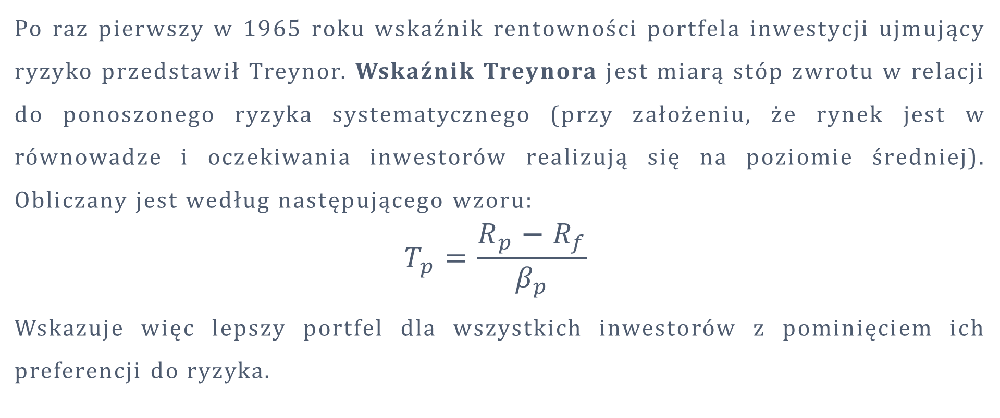 Po raz pierwszy w 1965 roku wskaźnik rentowności portfela inwestycji ujmujący
ryzyko przedstawił Treynor. Wskaźnik Treynora jest miarą stóp zwrotu w relacji
do ponoszonego ryzyka systematycznego (przy założeniu, że rynek jest w
równowadze i oczekiwania inwestorów realizują się na poziomie średniej).
Obliczany jest według następującego wzoru:
T_p = (R_p − R_f) / β_p
Wskazuje więc lepszy portfel dla wszystkich inwestorów z pominięciem ich
preferencji do ryzyka.